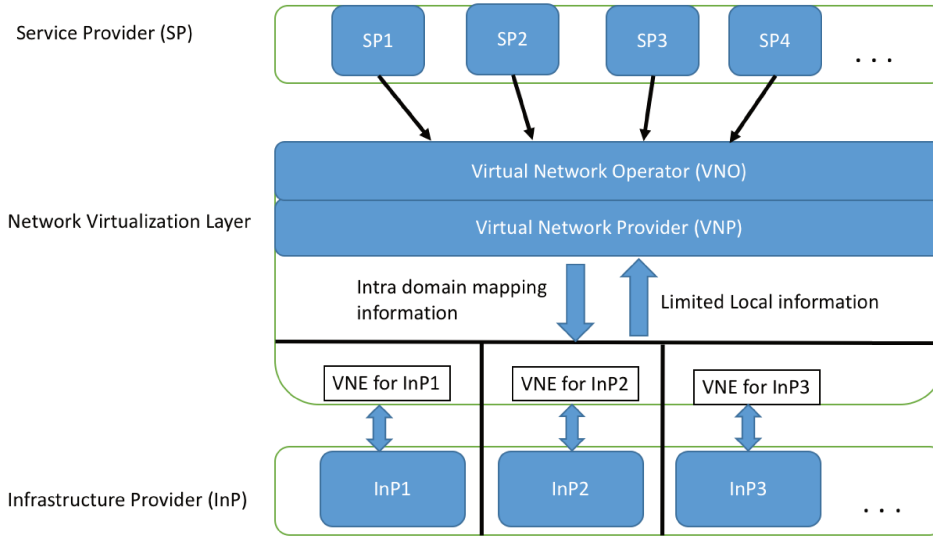 Service Provider (SP)
SP1
SP2
SP3
SP4
. . .
Virtual Network Operator (VNO)
Network Virtualization Layer
Virtual Network Provider (VNP)
Intra domain mapping
information
Limited Local information
VNE for InP1
VNE for InP2
VNE for InP3
Infrastructure Provider (InP)
InP1
InP2
InP3
. . .